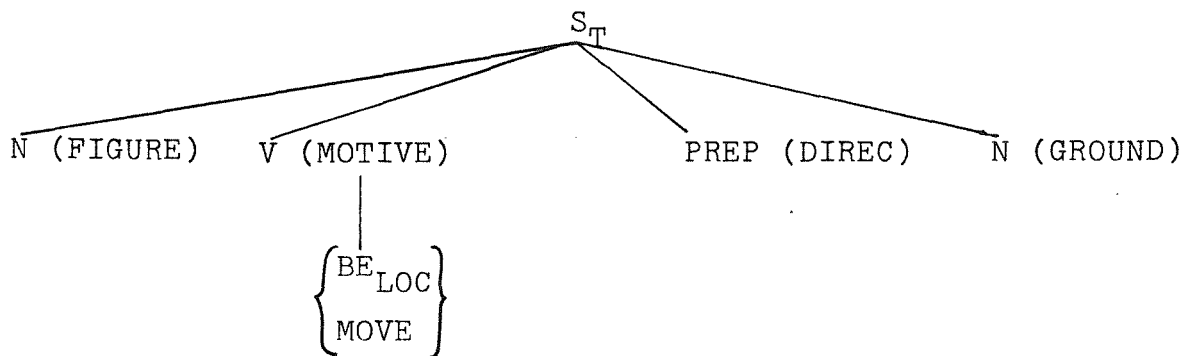 S_T
N (FIGURE) V (MOTIVE) PREP (DIREC) N (GROUND)
BE_LOC
MOVE